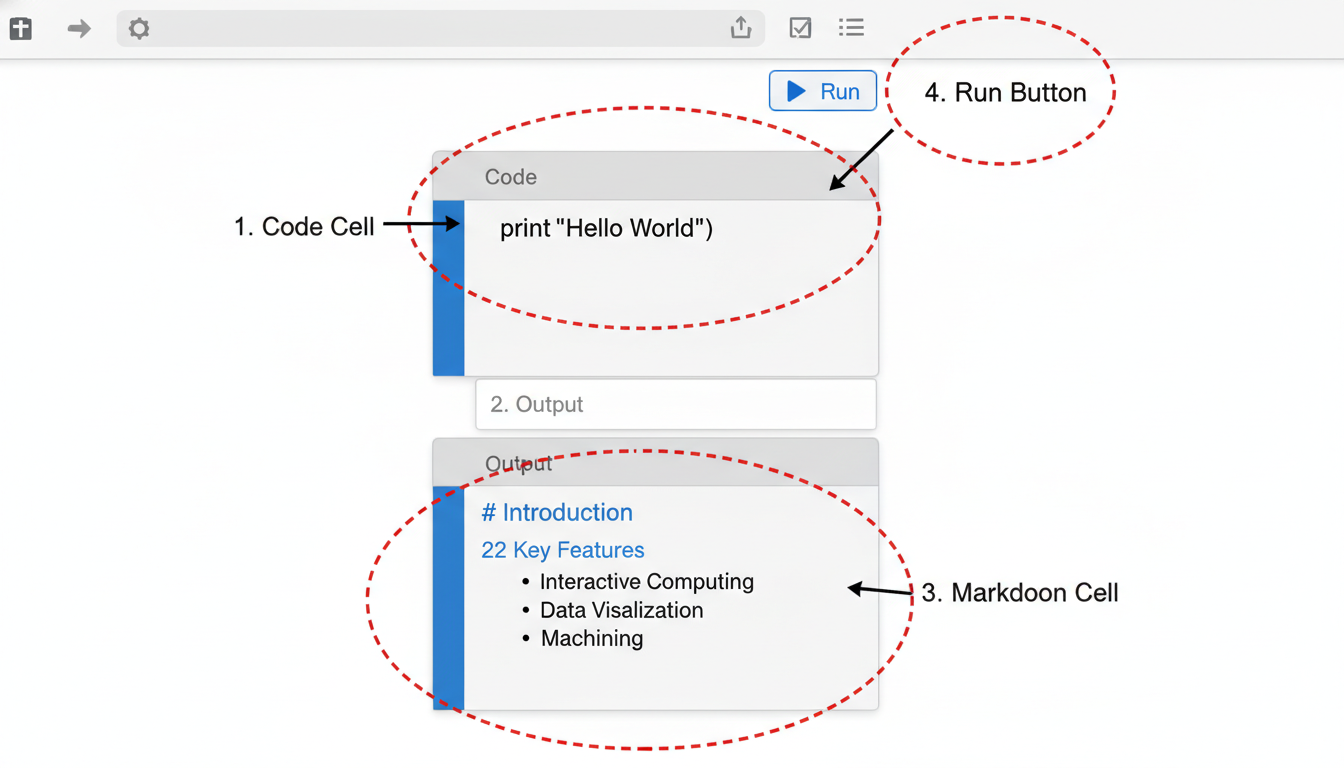 Run
4. Run Button
Code
1. Code Cell
print "Hello World")
2. Output
Output
# Introduction
22 Key Features
• Interactive Computing
• Data Visalization
• Machining
3. Markdoon Cell